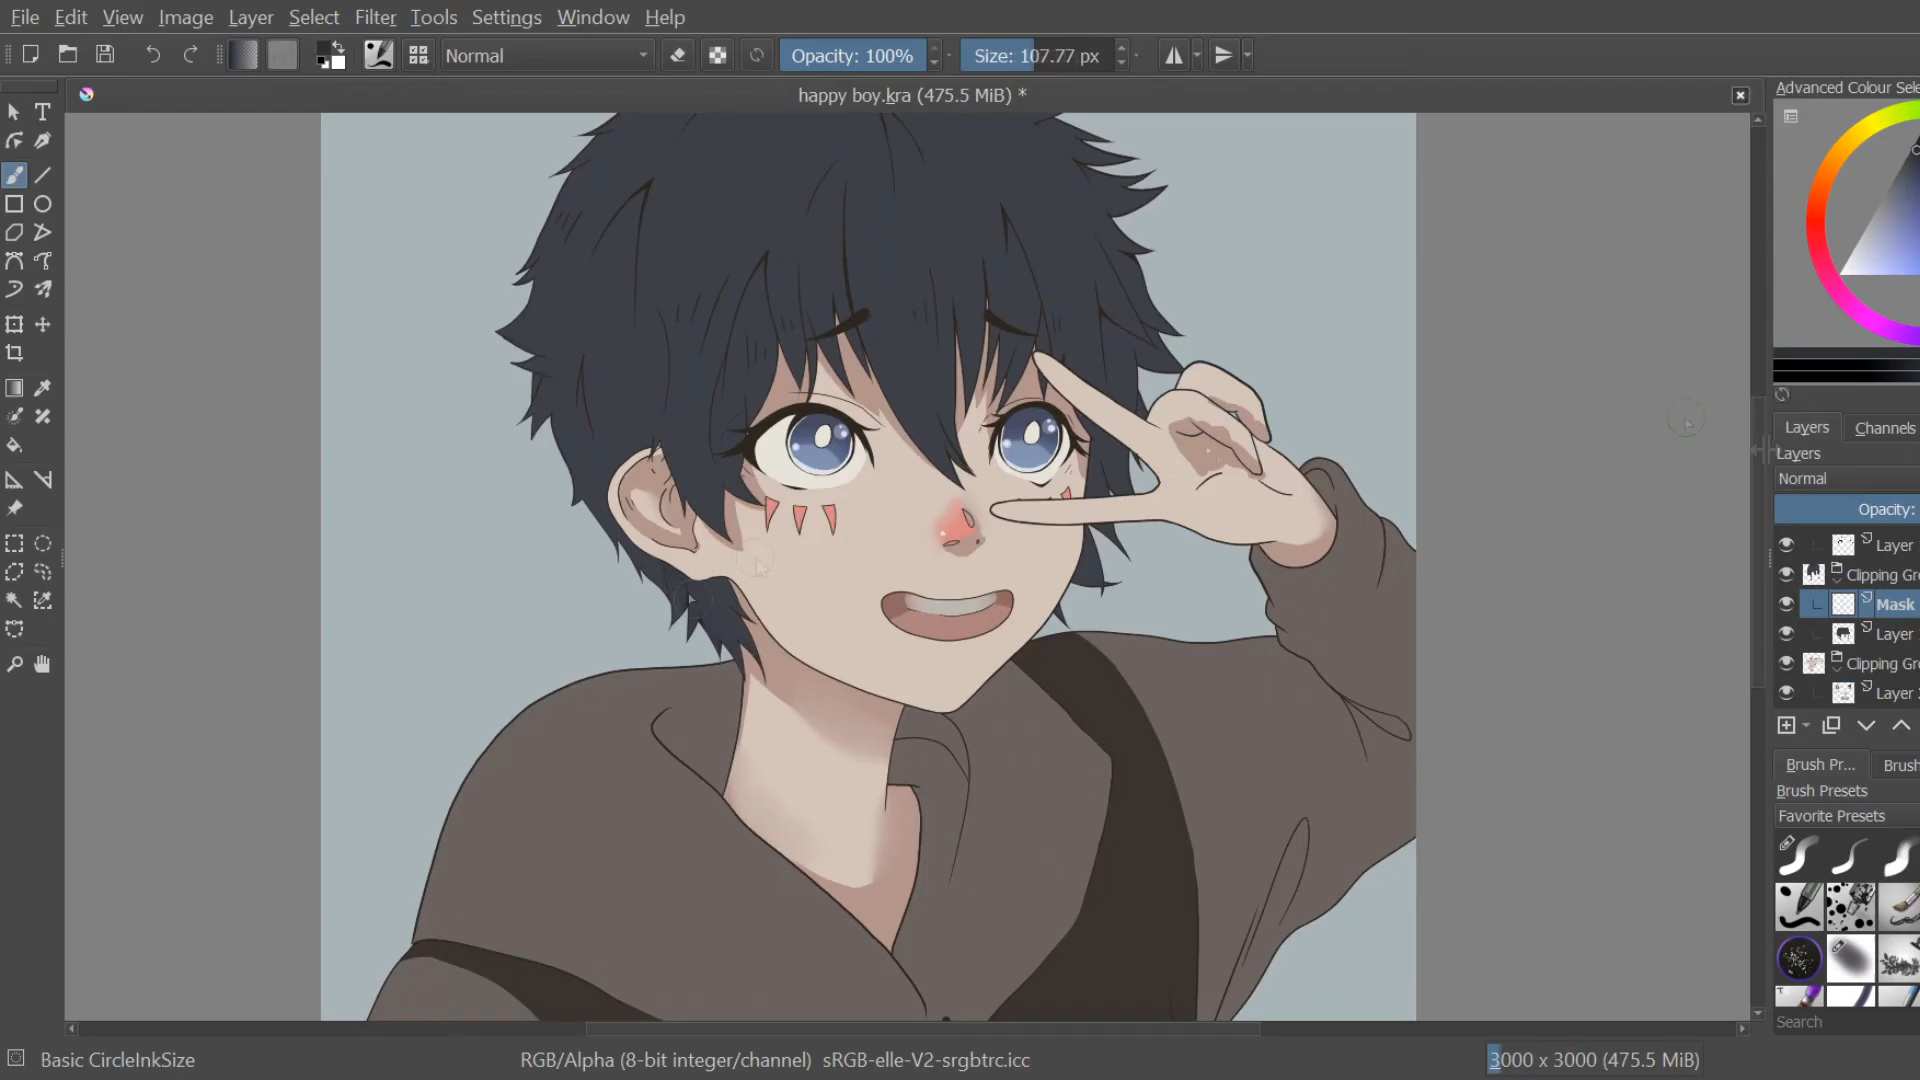 File Edit View Image Layer Select Filter Tools Settings Window Help
Normal Opacity: 100% Size: 107.77 px
happy boy.kra (475.5 MiB) *
Advanced Colour Sele
Layers Channels
Layers
Normal
Opacity:
Layer
Clipping Gro
Mask
Layer
Clipping Gro
Layer
Brush Pr... Brush
Brush Presets
Favorite Presets
Search
Basic CircleInkSize RGB/Alpha (8-bit integer/channel) sRGB-elle-V2-srgbtrc.icc 3000 x 3000 (475.5 MiB)